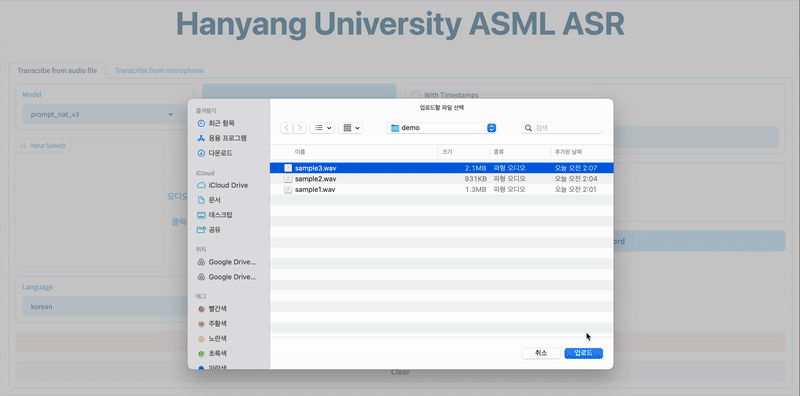 Hanyang University ASML ASR
Transcribe from audio file
Transcribe from microphone
Model
prompt_nat_v3
With Timestamps
Input Speech
오디오
클릭
ord
Language
korean
Clear
업로드할 파일 선택
즐겨찾기
최근 항목
응용 프로그램
다운로드
iCloud
iCloud Drive
문서
데스크탑
공유
위치
Google Drive...
Google Drive...
태그
빨간색
주황색
노란색
초록색
파란색
demo
검색
이름
크기
종류
추가된 날짜
sample3.wav 2.1MB 파형 오디오 오늘 오전 2:07
sample2.wav 931KB 파형 오디오 오늘 오전 2:04
sample1.wav 1.3MB 파형 오디오 오늘 오전 2:01
취소
업로드